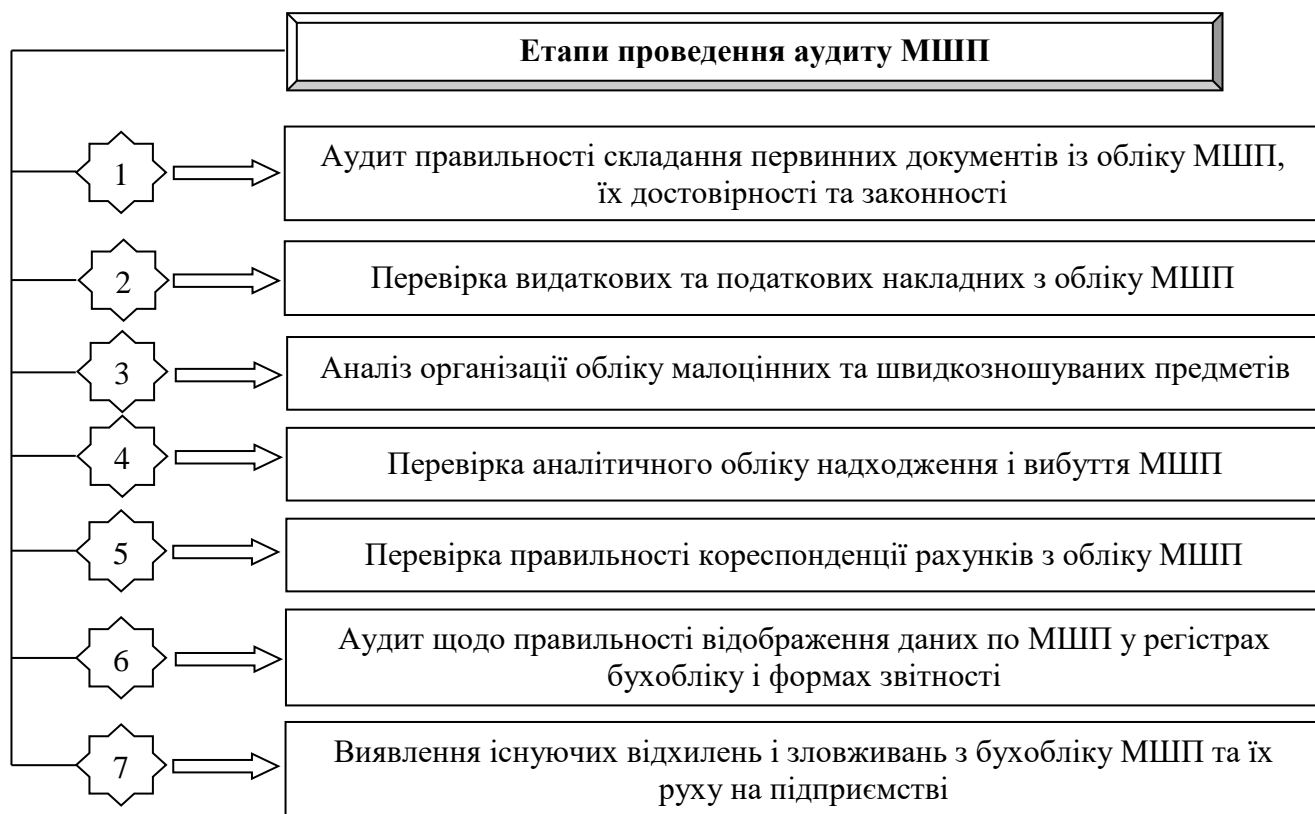 Етапи проведення аудиту МШП
1
Аудит правильності складання первинних документів із обліку МШП,
їх достовірності та законності
2
Перевірка видаткових та податкових накладних з обліку МШП
3
Аналіз організації обліку малоцінних та швидкозношуваних предметів
4
Перевірка аналітичного обліку надходження і вибуття МШП
5
Перевірка правильності кореспонденції рахунків з обліку МШП
6
Аудит щодо правильності відображення даних по МШП у регістрах
бухобліку і формах звітності
7
Виявлення існуючих відхилень і зловживань з бухобліку МШП та їх
руху на підприємстві